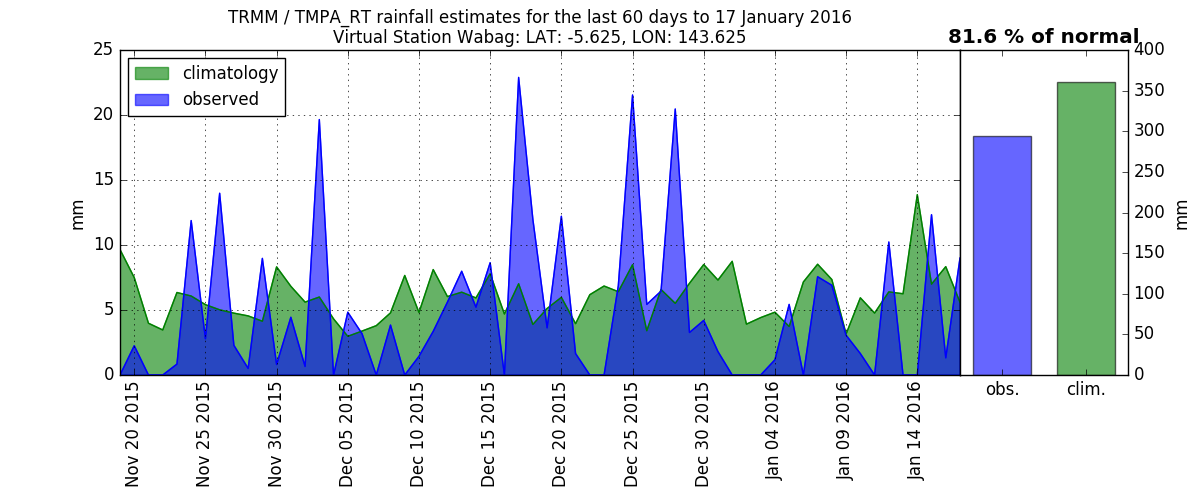 TRMM / TMPA_RT rainfall estimates for the last 60 days to 17 January 2016
Virtual Station Wabag: LAT: -5.625, LON: 143.625
81.6 % of normal
climatology
observed
25
20
15
10
5
0
mm
Nov 20 2015
Nov 25 2015
Nov 30 2015
Dec 05 2015
Dec 10 2015
Dec 15 2015
Dec 20 2015
Dec 25 2015
Dec 30 2015
Jan 04 2016
Jan 09 2016
Jan 14 2016
obs.
clim.
400
350
300
250
200
150
100
50
0
mm